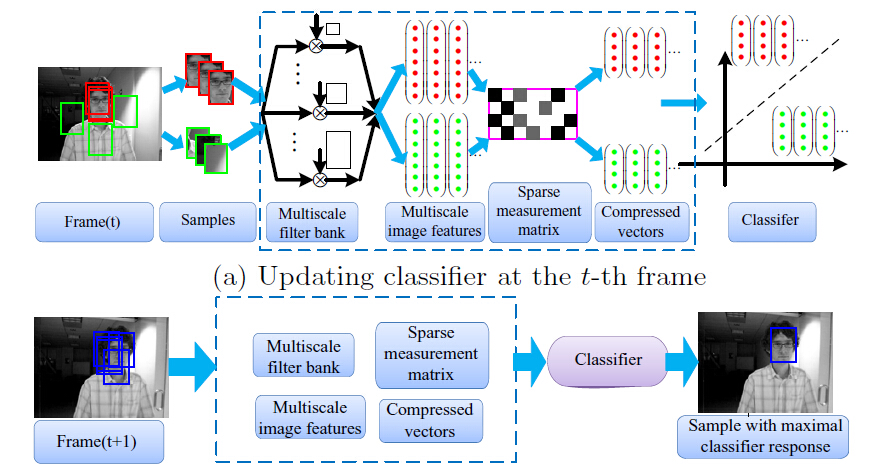 Frame(t)
Samples
Multiscale
filter bank
Multiscale
image features
Sparse
measurement
matrix
Compressed
vectors
Classifer
(a) Updating classifier at the t-th frame
Frame(t+1)
Multiscale
filter bank
Sparse
measurement
matrix
Multiscale
image features
Compressed
vectors
Classifier
Sample with maximal
classifier response